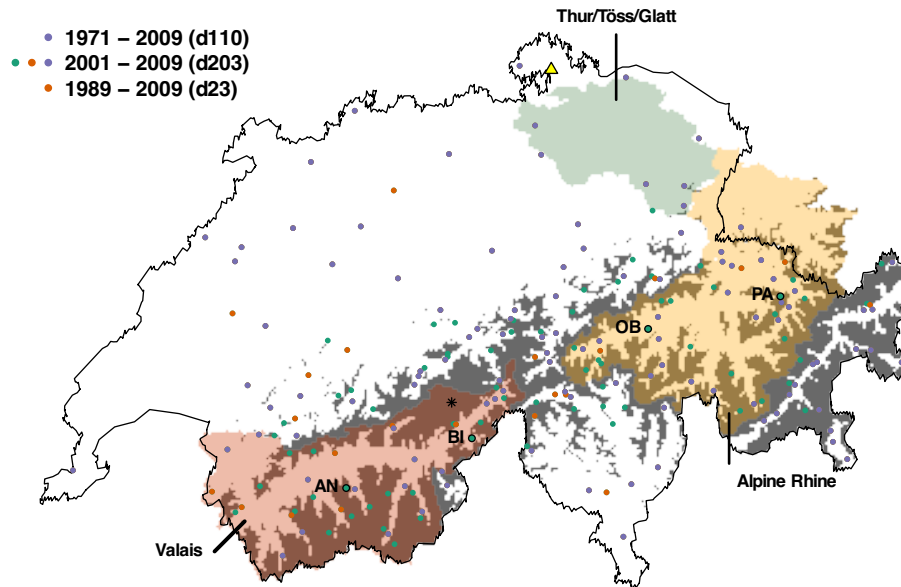 Thur/Töss/Glatt
1971 – 2009 (d110)
2001 – 2009 (d203)
1989 – 2009 (d23)
PA
OB
BI
AN
Alpine Rhine
Valais